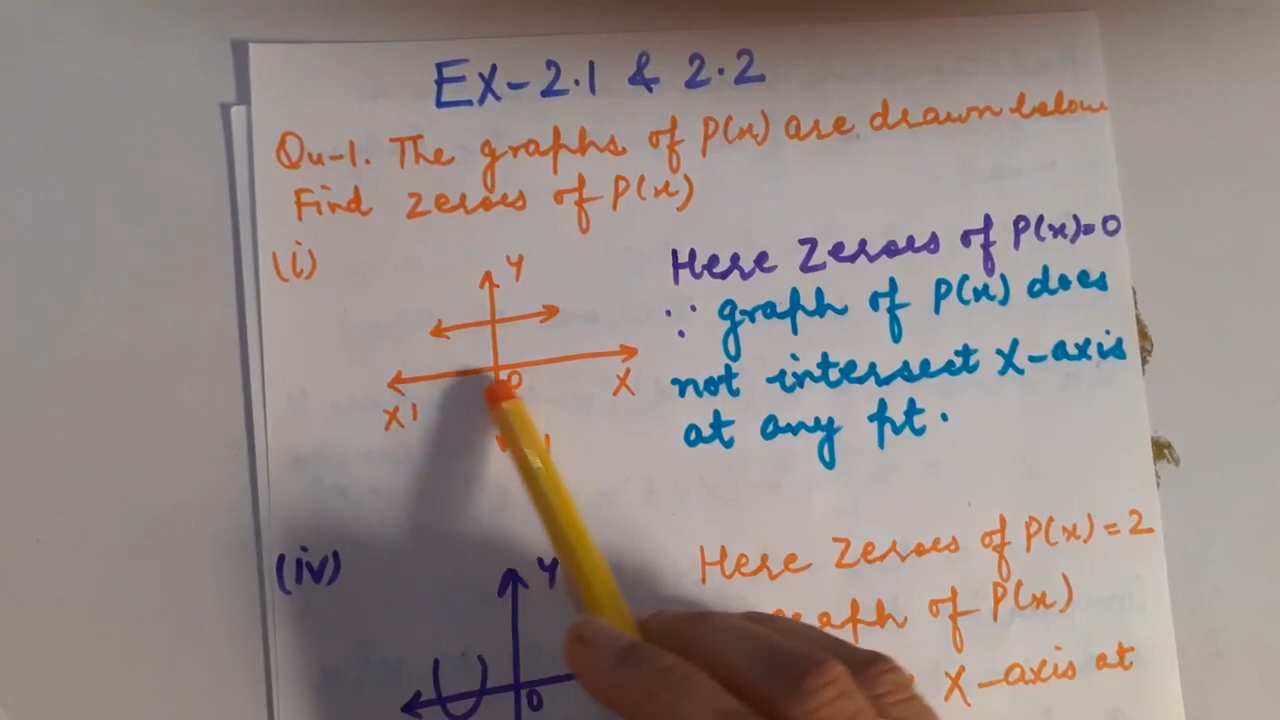 Ex-2.1 & 2.2
Qu-1. The graphs of P(x) are drawn below
Find zeroes of P(x)
(i)
Y
X'
O
X
Here Zeroes of P(x)=0
∵ graph of P(x) does
not intersect X-axis
at any pt.
(iv)
Y
O
Here Zeroes of P(x)=2
graph of P(x)
X-axis at